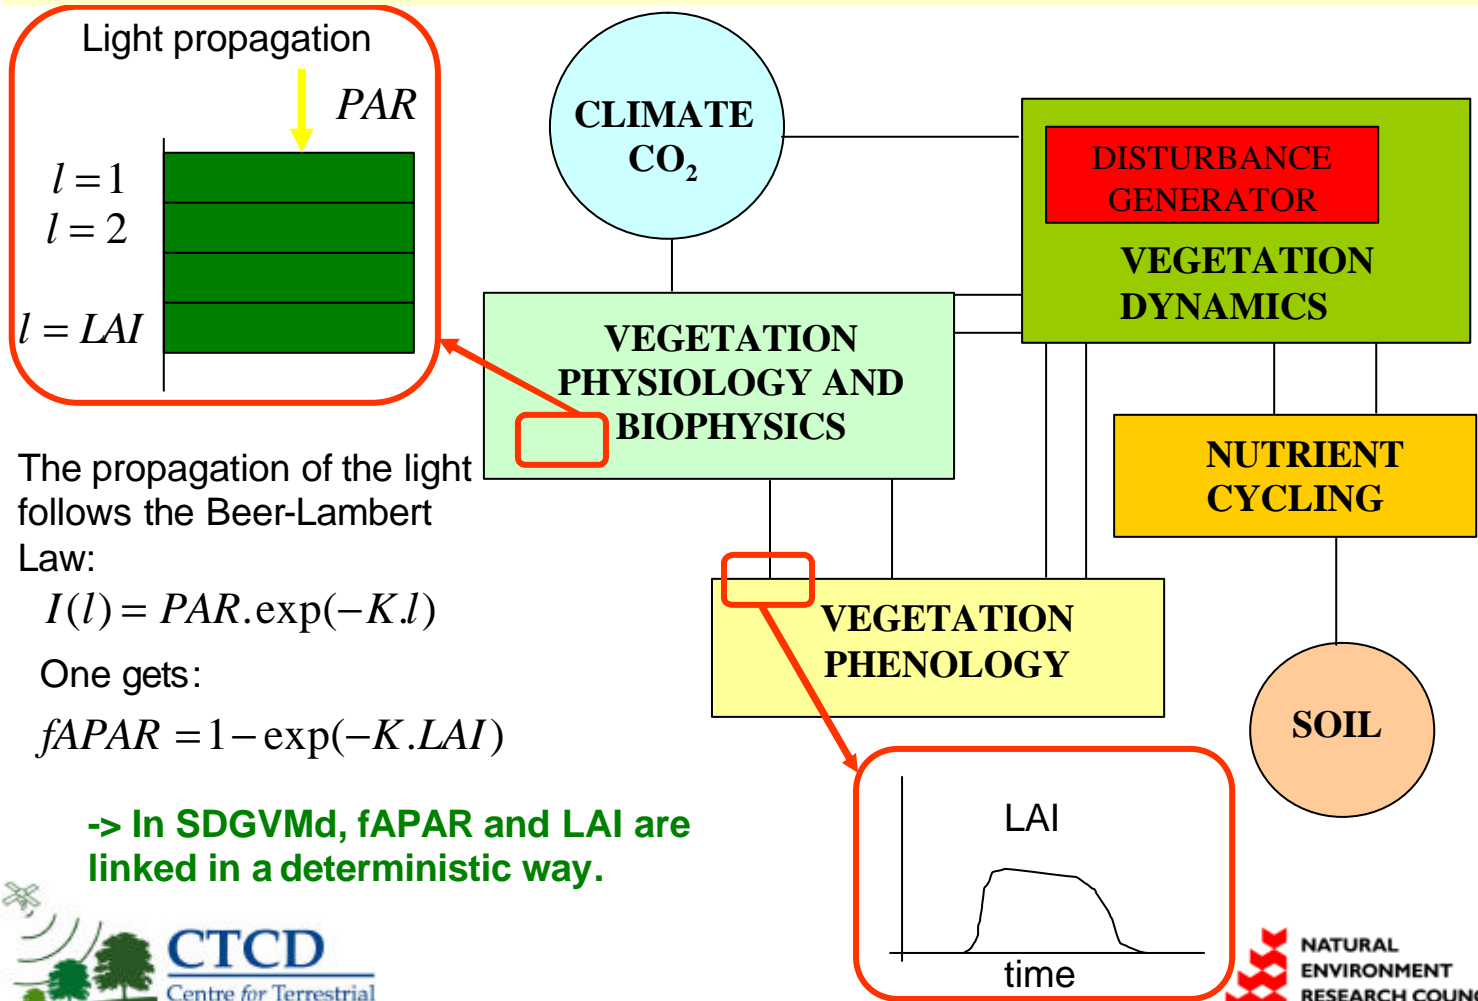 Light propagation
PAR
l = 1
l = 2
l = LAI
The propagation of the light
follows the Beer-Lambert
Law:
I(l) = PAR.exp(−K.l)
One gets:
fAPAR = 1 − exp(−K.LAI)
-> In SDGVMd, fAPAR and LAI are
linked in a deterministic way.
CLIMATE
CO₂
DISTURBANCE
GENERATOR
VEGETATION
DYNAMICS
VEGETATION
PHYSIOLOGY AND
BIOPHYSICS
NUTRIENT
CYCLING
VEGETATION
PHENOLOGY
SOIL
LAI
time
CTCD
Centre for Terrestrial
NATURAL
ENVIRONMENT
RESEARCH